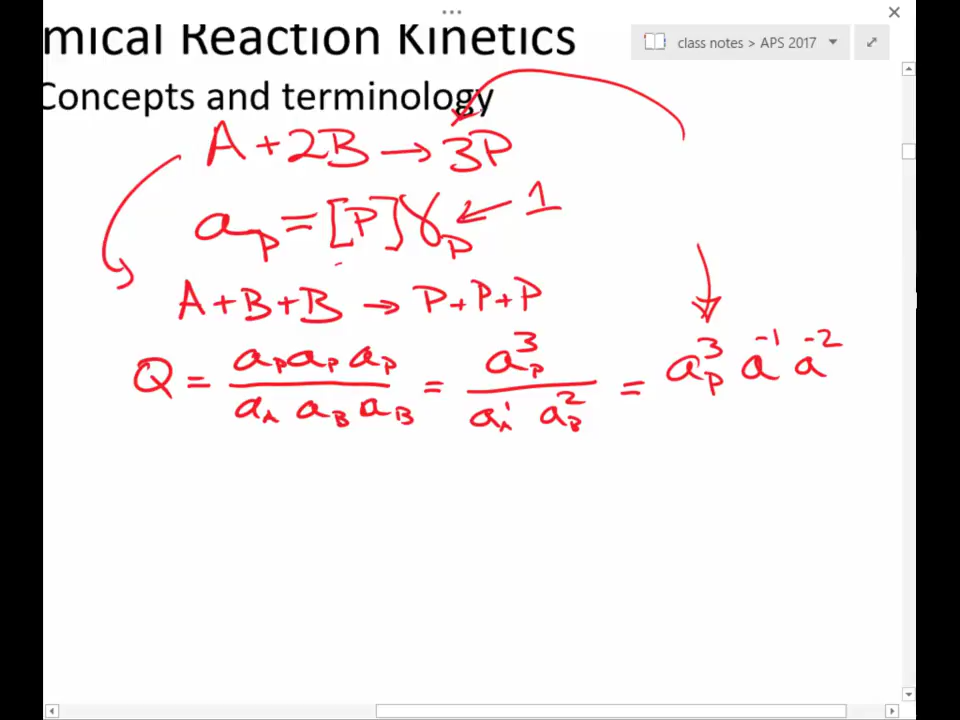 mical Reaction Kinetics
class notes > APS 2017
Concepts and terminology
A + 2B → 3P
a_P = [P]γ_P ← 1
A + B + B → P + P + P
Q = a_P a_P a_P / a_A a_B a_B = a_P^3 / a_A^1 a_B^2 = a_P^3 a^-1 a^-2